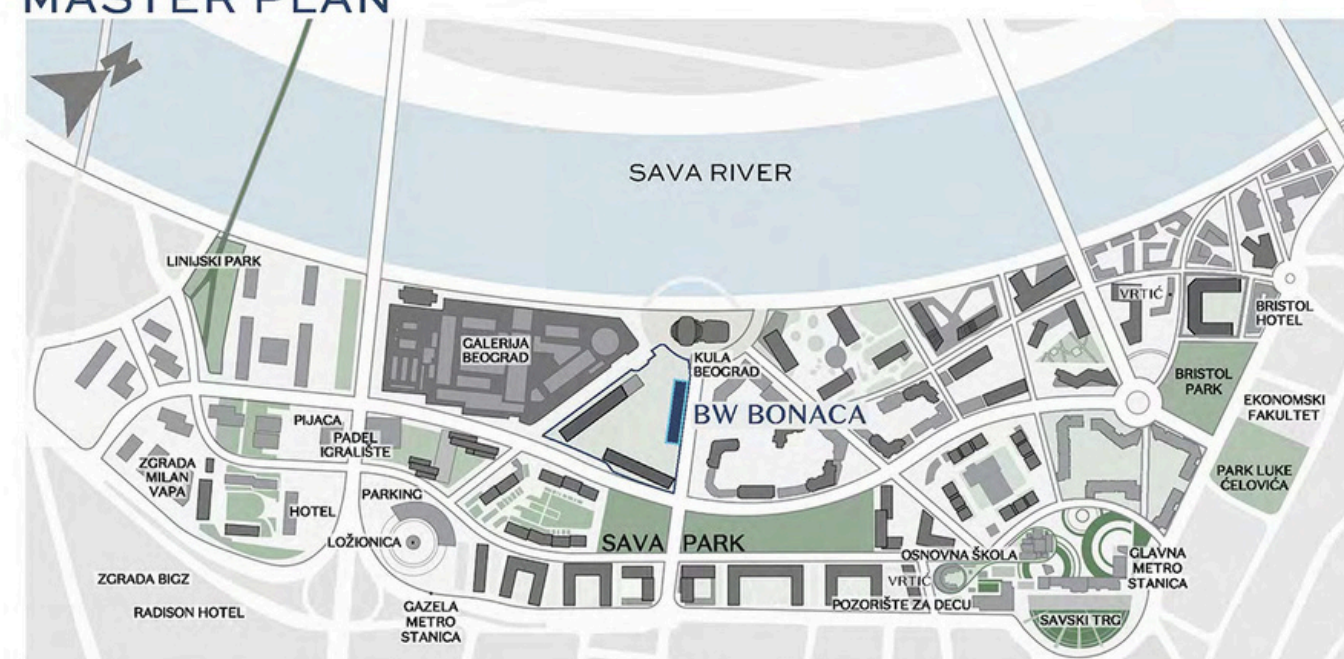 MASTER PLAN
N
SAVA RIVER
LINIJSKI PARK
GALERIJA
BEOGRAD
KULA
BEOGRAD
VRTIĆ
BRISTOL
HOTEL
BRISTOL
PARK
EKONOMSKI
FAKULTET
BW BONACA
PIJACA
PADEL
IGRALIŠTE
ZGRADA
MILAN
VAPA
PARKING
HOTEL
LOŽIONICA
PARK LUKE
ĆELOVIĆA
SAVA PARK
OSNOVNA ŠKOLA
GLAVNA
METRO
STANICA
VRTIĆ
POZORIŠTE ZA DECU
SAVSKI TRG
ZGRADA BIGZ
RADISON HOTEL
GAZELA
METRO
STANICA